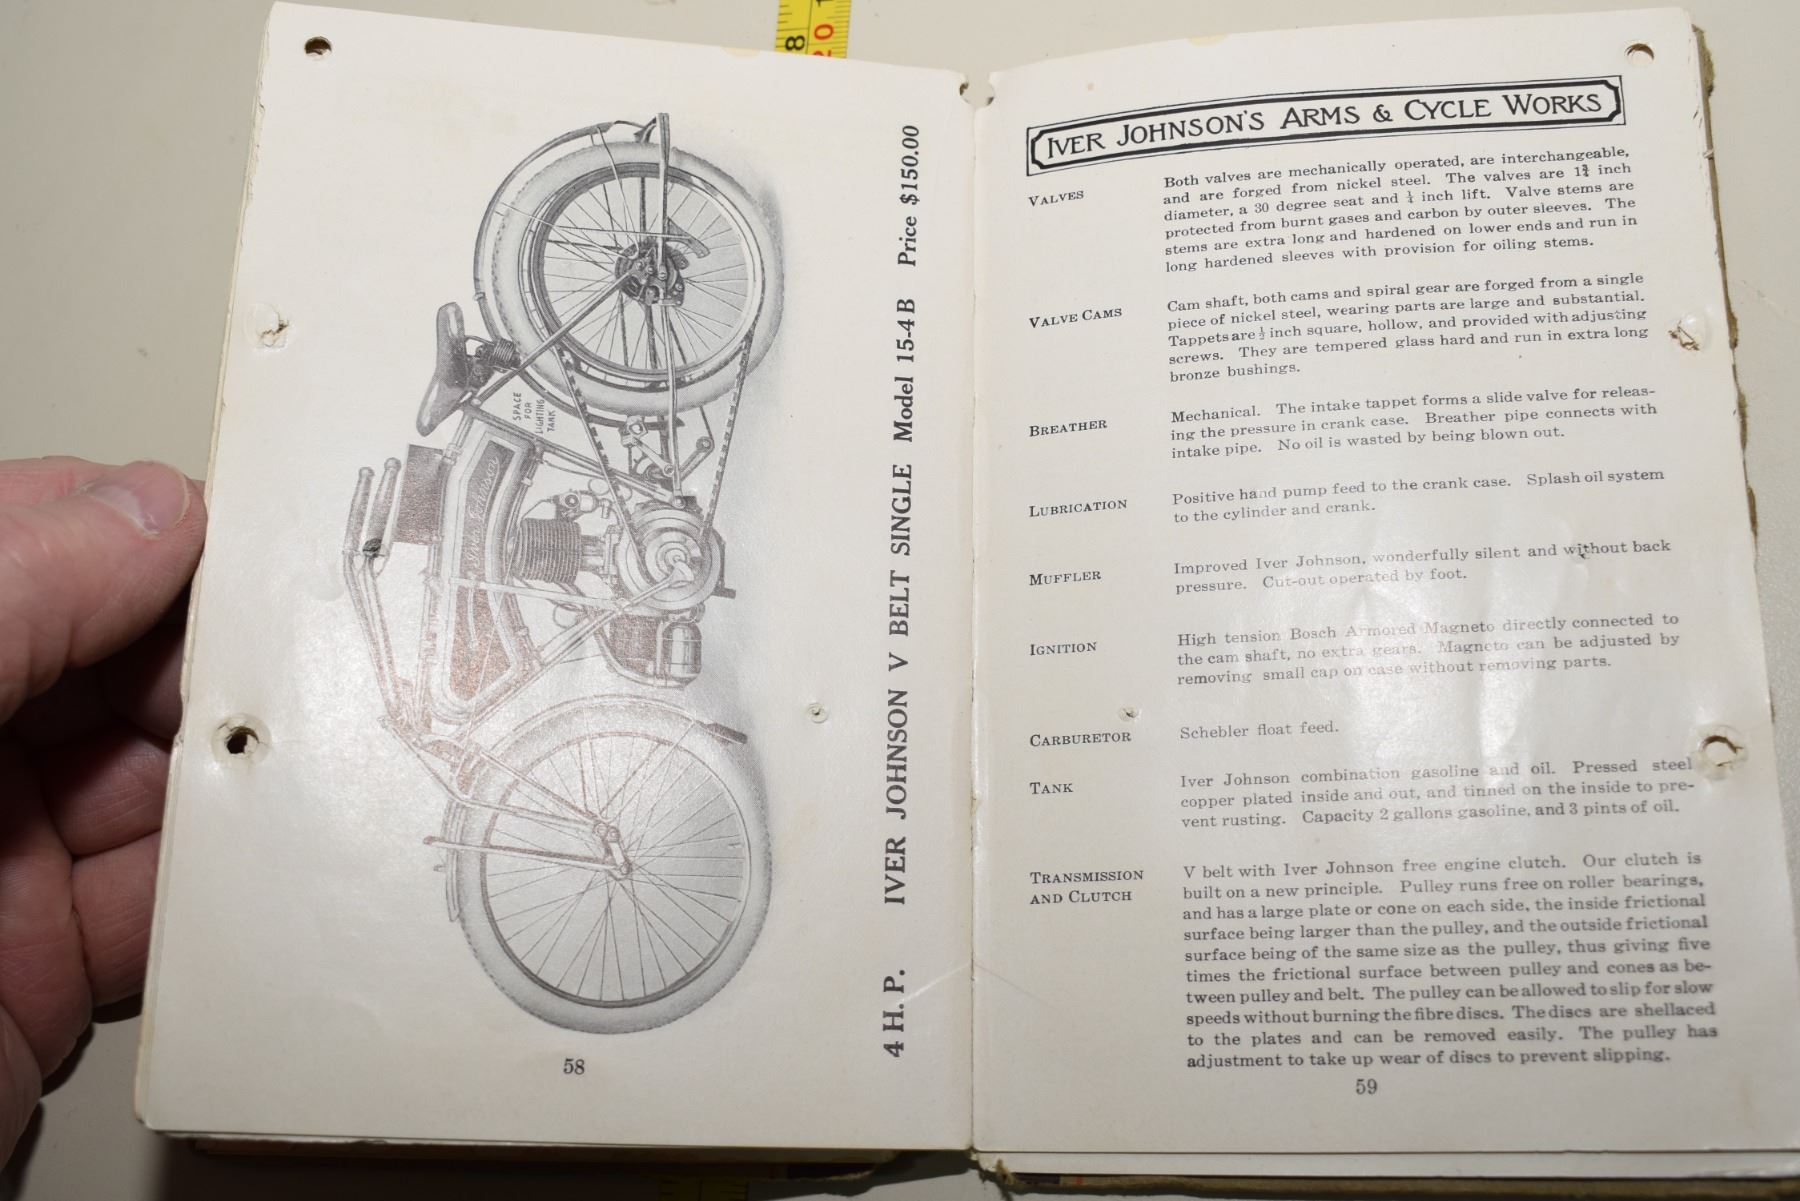 8
20 1
SPACE
FOR
LIGHTING
TANK
Iver Johnson
4 H. P. IVER JOHNSON V BELT SINGLE Model 15-4 B Price $150.00
58
IVER JOHNSON'S ARMS & CYCLE WORKS
VALVES
Both valves are mechanically operated, are interchangeable,
and are forged from nickel steel. The valves are 1¾ inch
diameter, a 30 degree seat and ¼ inch lift. Valve stems are
protected from burnt gases and carbon by outer sleeves. The
stems are extra long and hardened on lower ends and run in
long hardened sleeves with provision for oiling stems.
VALVE CAMS
Cam shaft, both cams and spiral gear are forged from a single
piece of nickel steel, wearing parts are large and substantial.
Tappets are ½ inch square, hollow, and provided with adjusting
screws. They are tempered glass hard and run in extra long
bronze bushings.
BREATHER
Mechanical. The intake tappet forms a slide valve for releas-
ing the pressure in crank case. Breather pipe connects with
intake pipe. No oil is wasted by being blown out.
LUBRICATION
Positive hand pump feed to the crank case. Splash oil system
to the cylinder and crank.
MUFFLER
Improved Iver Johnson, wonderfully silent and without back
pressure. Cut-out operated by foot.
IGNITION
High tension Bosch Armored Magneto directly connected to
the cam shaft, no extra gears. Magneto can be adjusted by
removing small cap on case without removing parts.
CARBURETOR
Schebler float feed.
TANK
Iver Johnson combination gasoline and oil. Pressed steel
copper plated inside and out, and tinned on the inside to pre-
vent rusting. Capacity 2 gallons gasoline, and 3 pints of oil.
TRANSMISSION
AND CLUTCH
V belt with Iver Johnson free engine clutch. Our clutch is
built on a new principle. Pulley runs free on roller bearings,
and has a large plate or cone on each side, the inside frictional
surface being larger than the pulley, and the outside frictional
surface being of the same size as the pulley, thus giving five
times the frictional surface between pulley and cones as be-
tween pulley and belt. The pulley can be allowed to slip for slow
speeds without burning the fibre discs. The discs are shellaced
to the plates and can be removed easily. The pulley has
adjustment to take up wear of discs to prevent slipping.
59